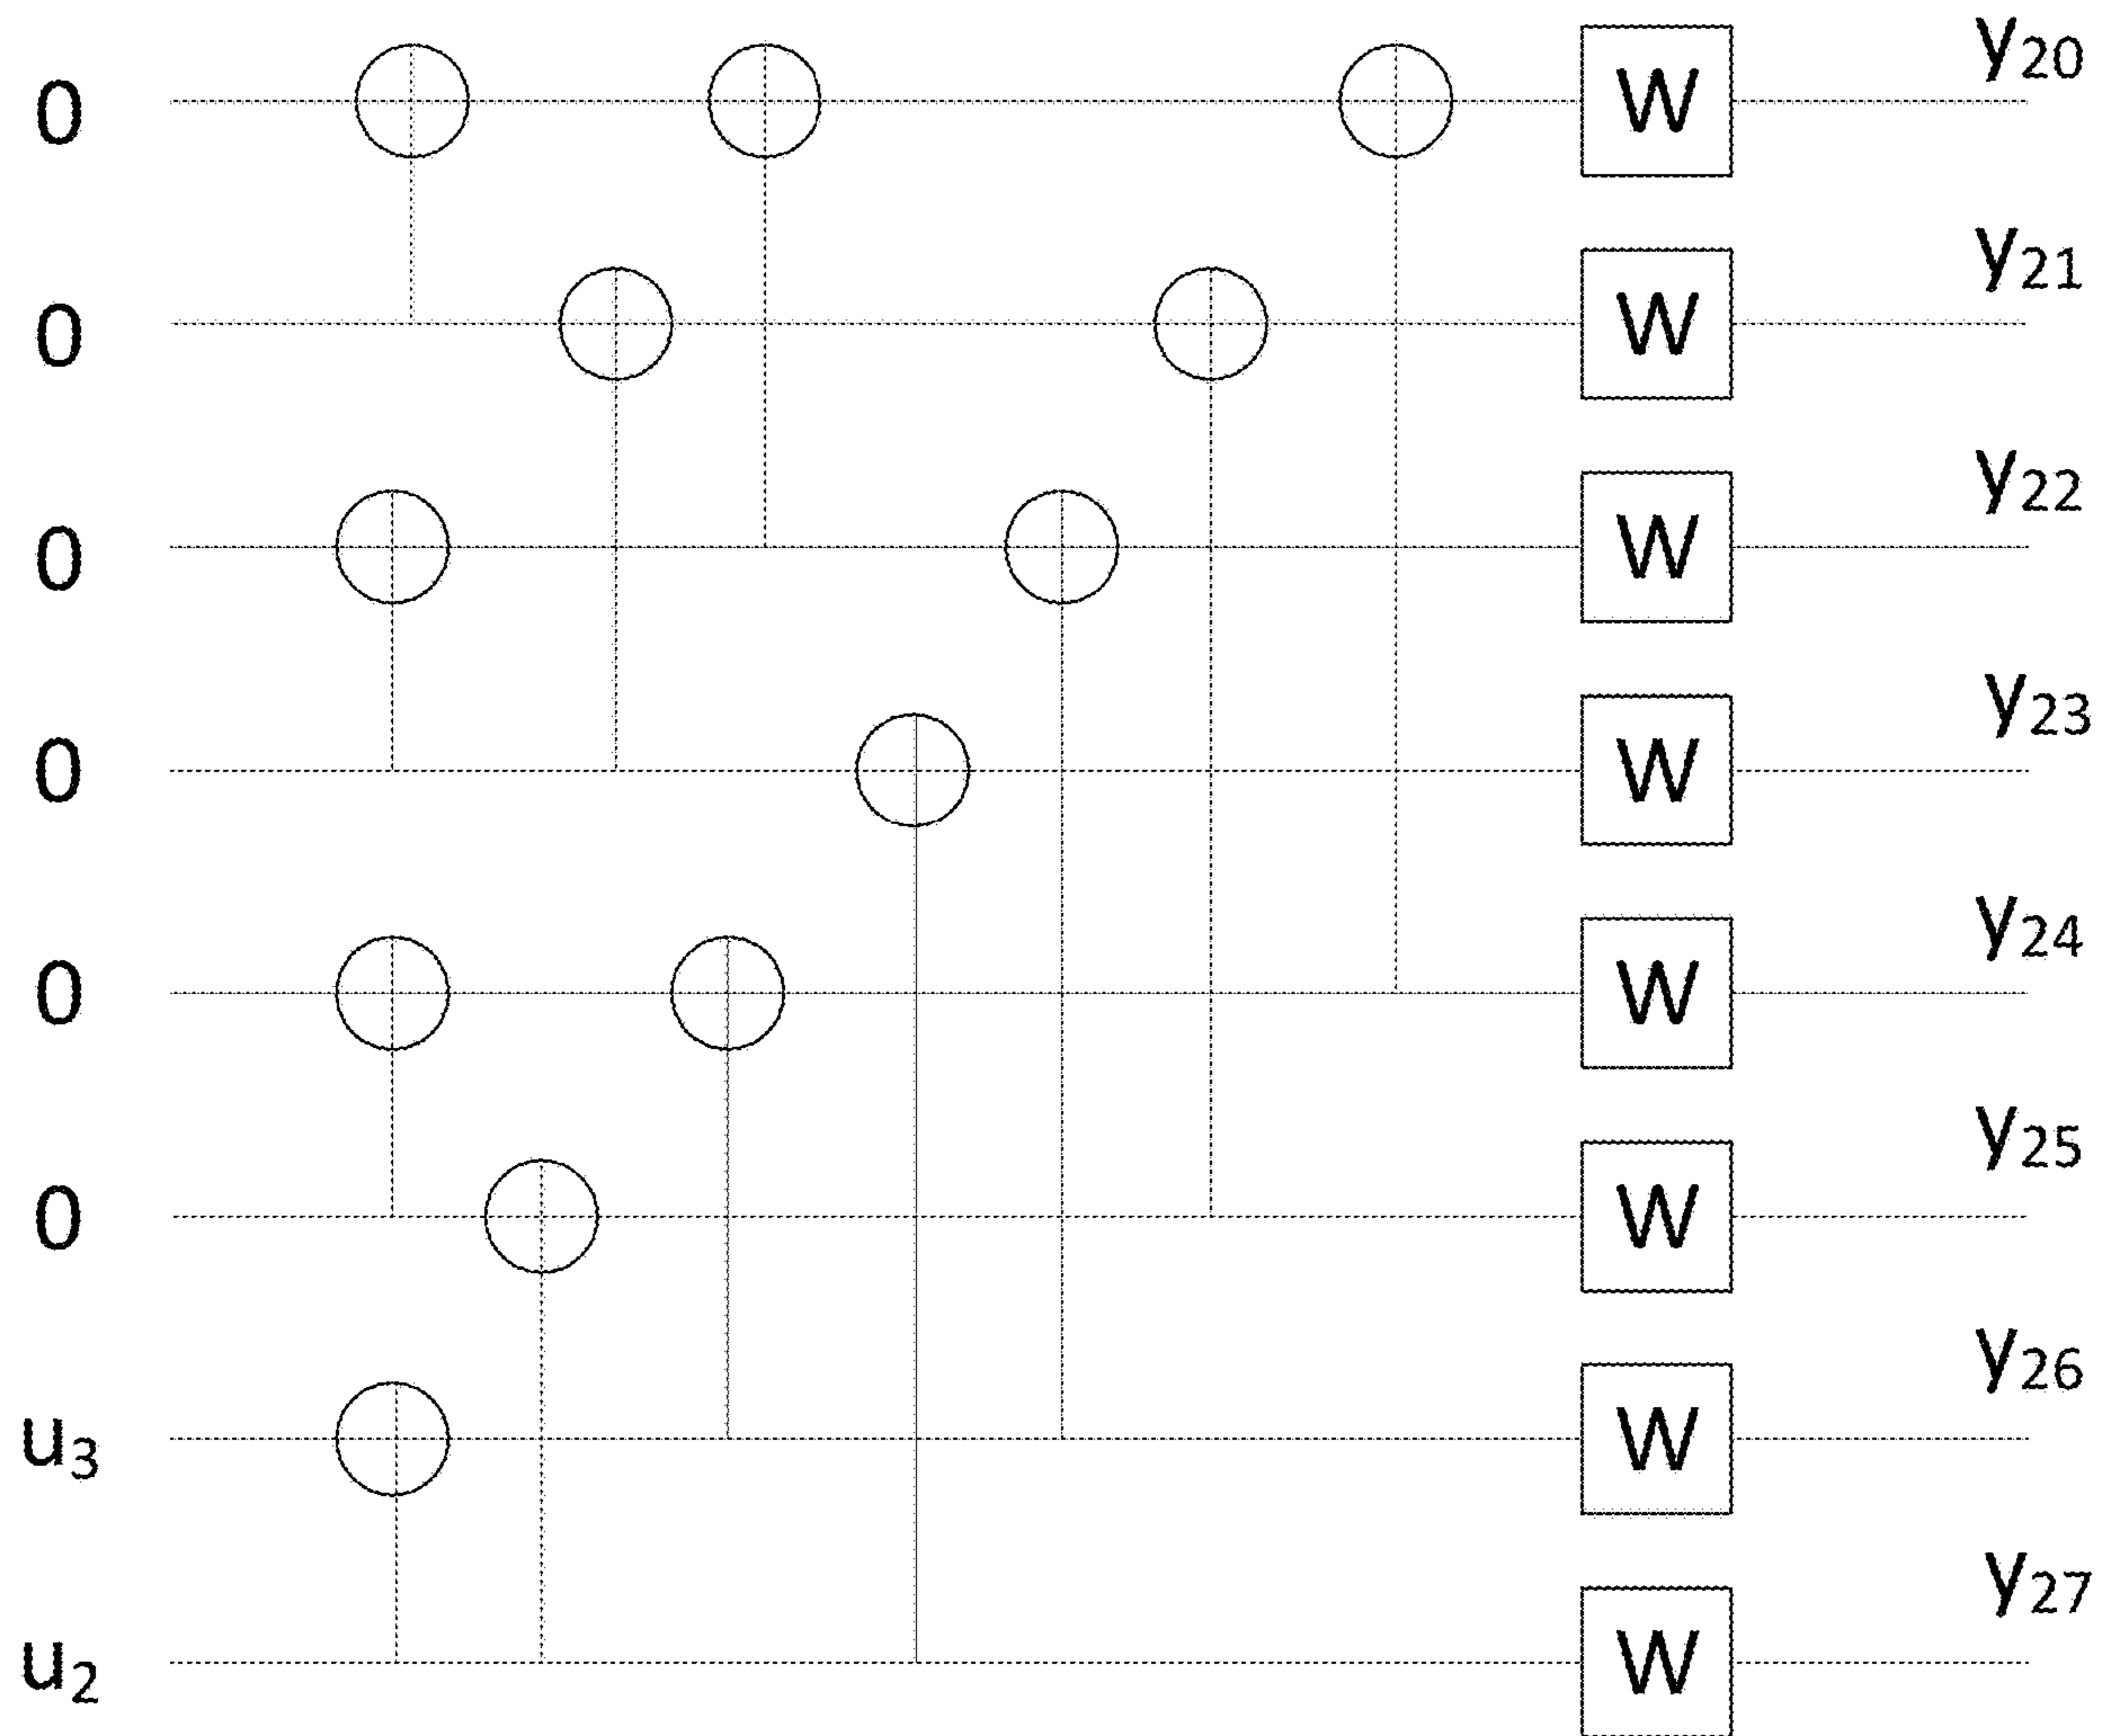 0 W y₂₀
0 W y₂₁
0 W y₂₂
0 W y₂₃
0 W y₂₄
0 W y₂₅
u₃ W y₂₆
u₂ W y₂₇